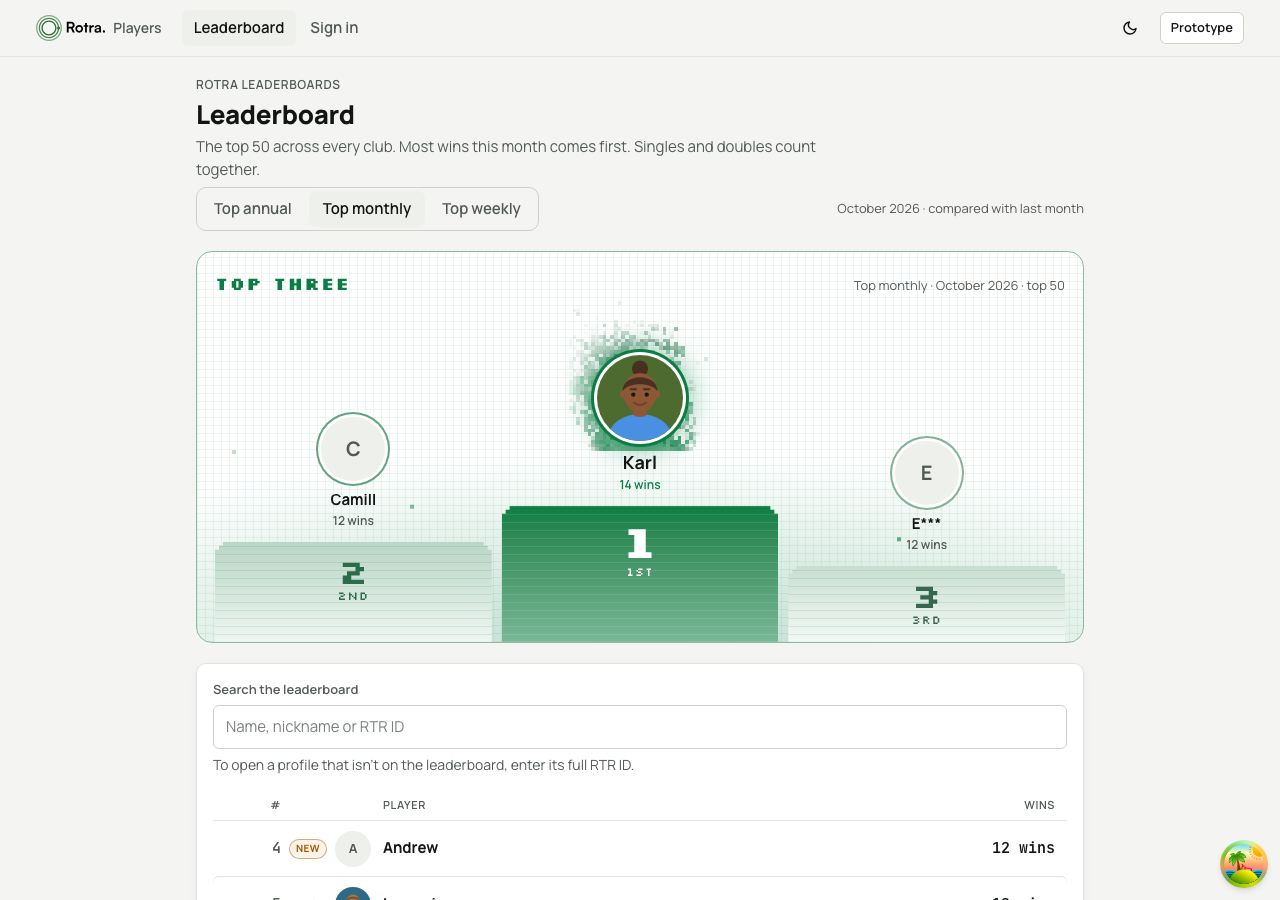 Rotra. Players Leaderboard Sign in Prototype
ROTRA LEADERBOARDS
Leaderboard
The top 50 across every club. Most wins this month comes first. Singles and doubles count
together.
Top annual Top monthly Top weekly October 2026 · compared with last month
TOP THREE Top monthly · October 2026 · top 50
Karl
14 wins
C
Camill
12 wins
E
E***
12 wins
1
1ST
2
2ND
3
3RD
Search the leaderboard
Name, nickname or RTR ID
To open a profile that isn't on the leaderboard, enter its full RTR ID.
# PLAYER WINS
4 NEW A Andrew 12 wins